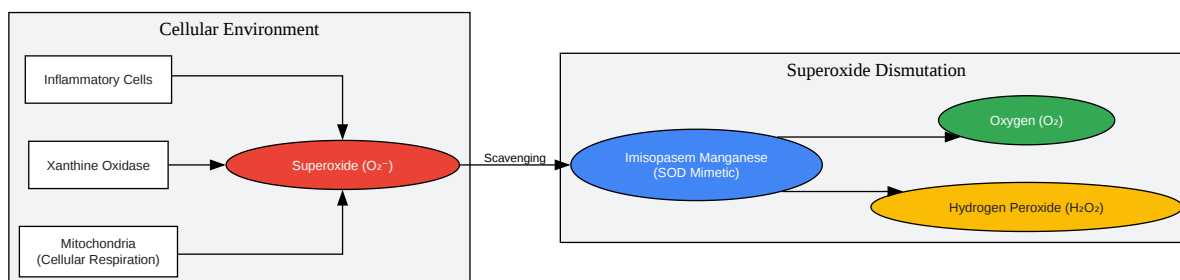 Cellular Environment
Inflammatory Cells
Xanthine Oxidase
Mitochondria
(Cellular Respiration)
Superoxide (O₂⁻)
Scavenging
Superoxide Dismutation
Imisopasem Manganese
(SOD Mimetic)
Oxygen (O₂)
Hydrogen Peroxide (H₂O₂)